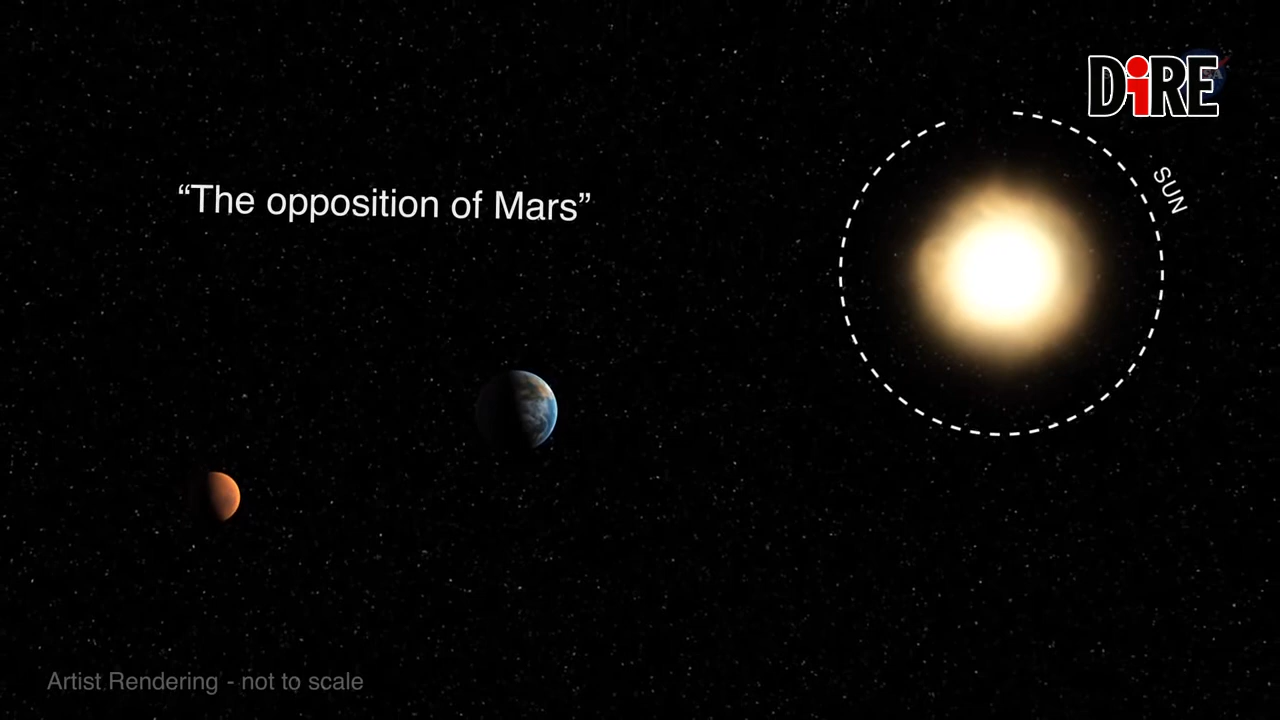 DiRE
SUN
“The opposition of Mars”
Artist Rendering - not to scale